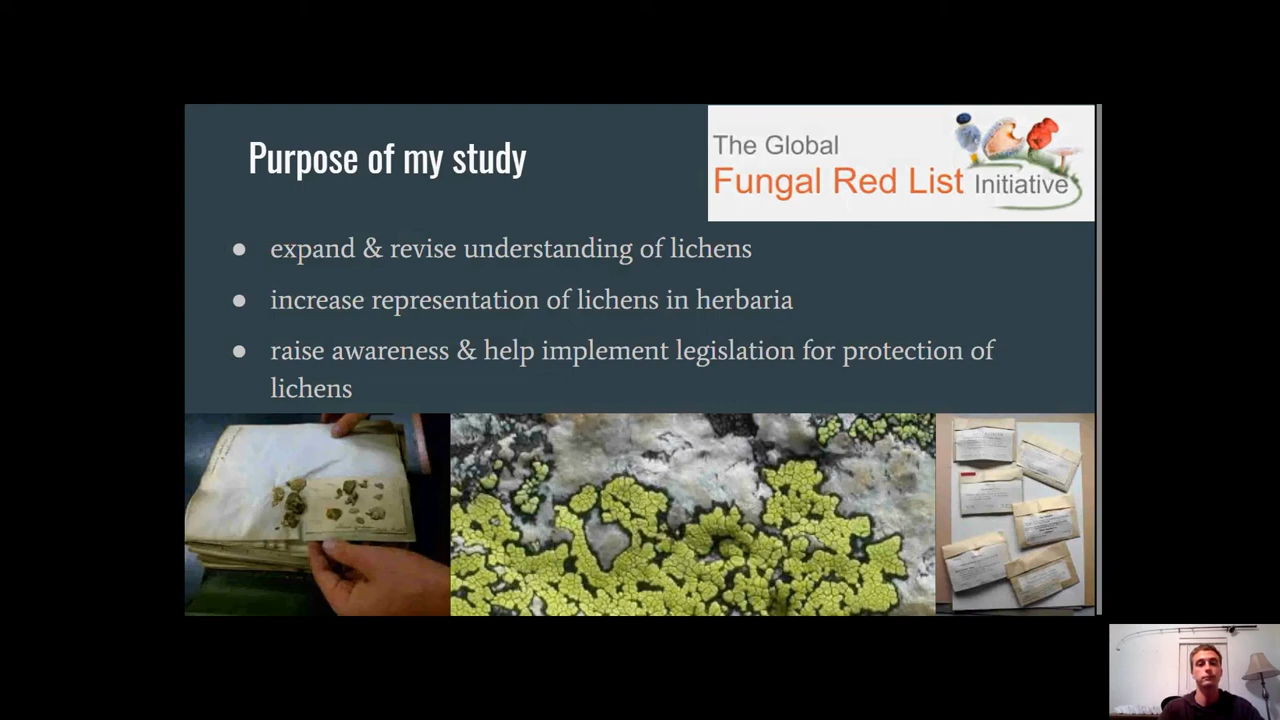 Purpose of my study
The Global
Fungal Red List Initiative
● expand & revise understanding of lichens
● increase representation of lichens in herbaria
● raise awareness & help implement legislation for protection of
lichens